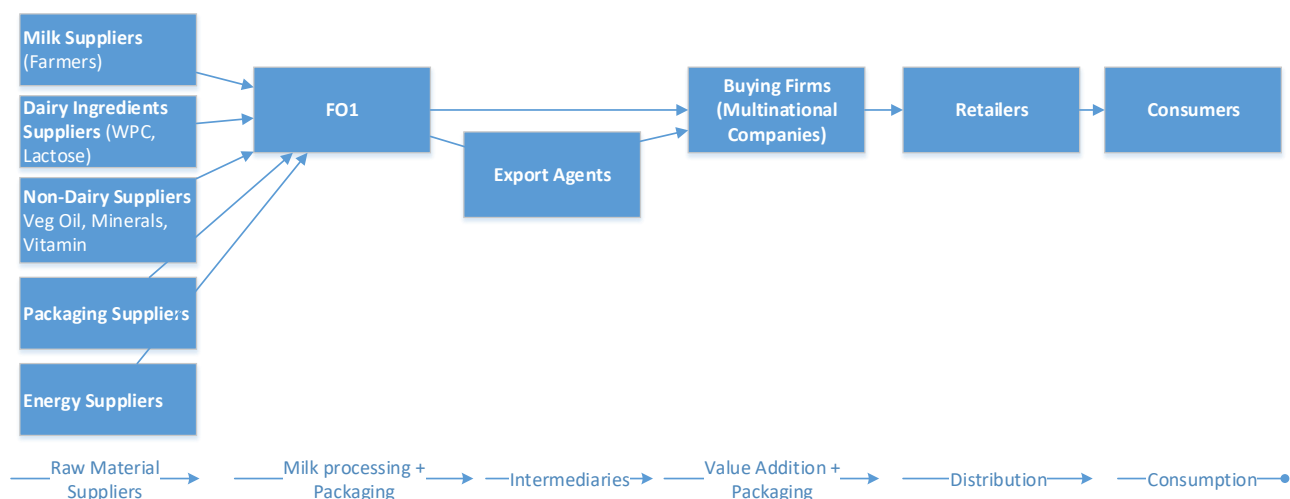 Milk Suppliers
(Farmers)
Dairy Ingredients
Suppliers (WPC,
Lactose)
Non-Dairy Suppliers
Veg Oil, Minerals,
Vitamin
Packaging Suppliers
Energy Suppliers
FO1
Export Agents
Buying Firms
(Multinational
Companies)
Retailers
Consumers
Raw Material
Suppliers
Milk processing +
Packaging
Intermediaries
Value Addition +
Packaging
Distribution
Consumption